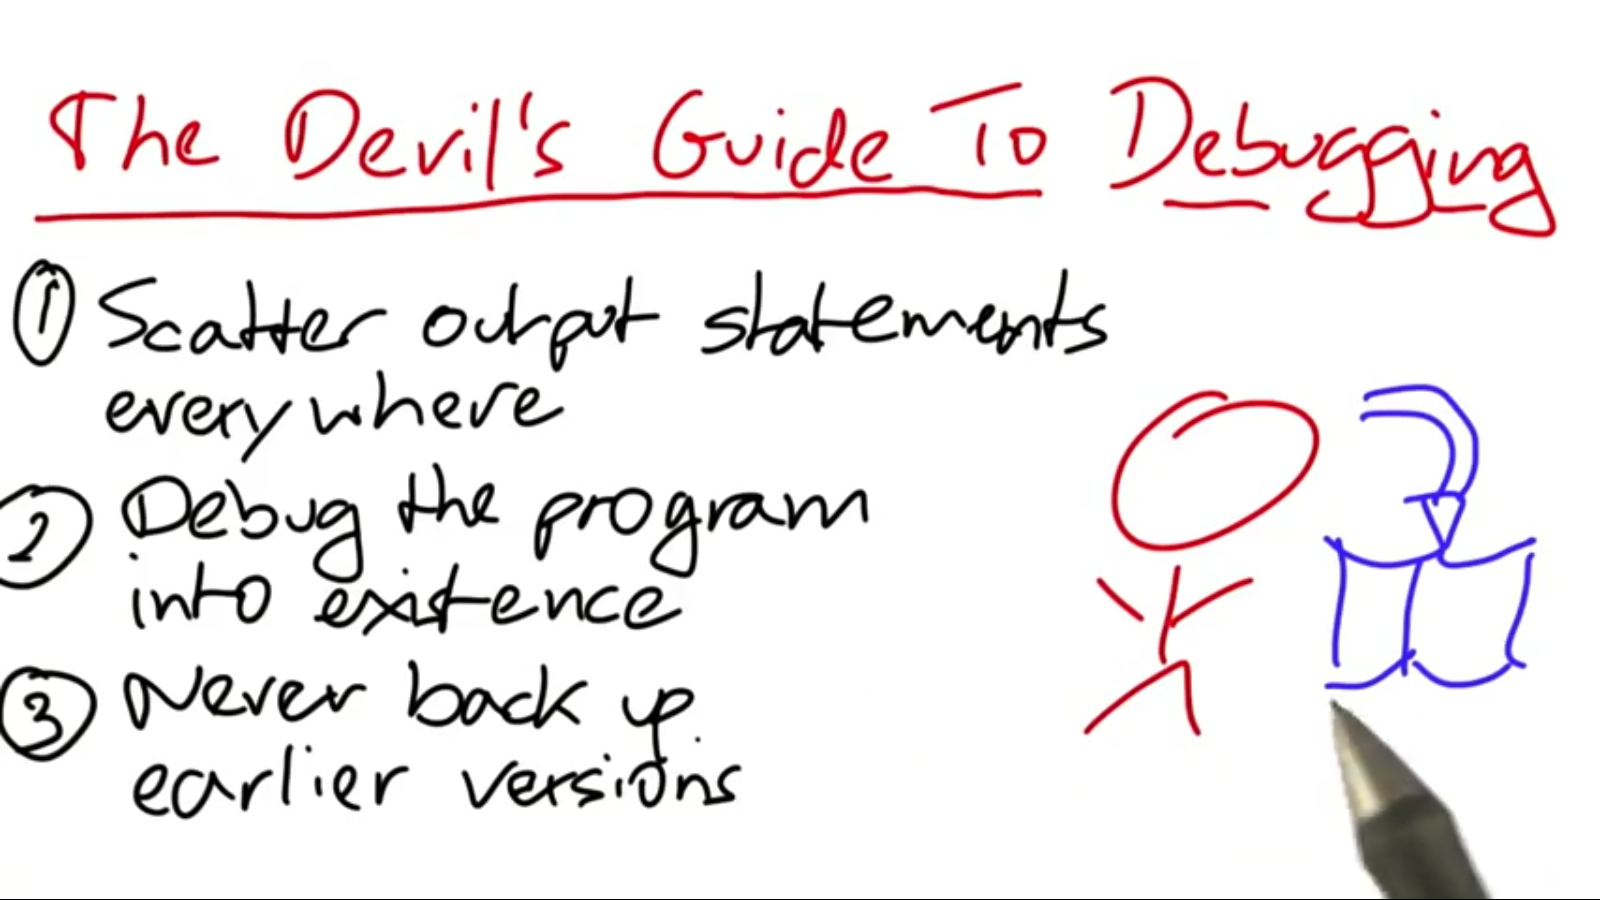 The Devil's Guide To Debugging
1 Scatter output statements
everywhere
2 Debug the program
into existence
3 Never back up
earlier versions